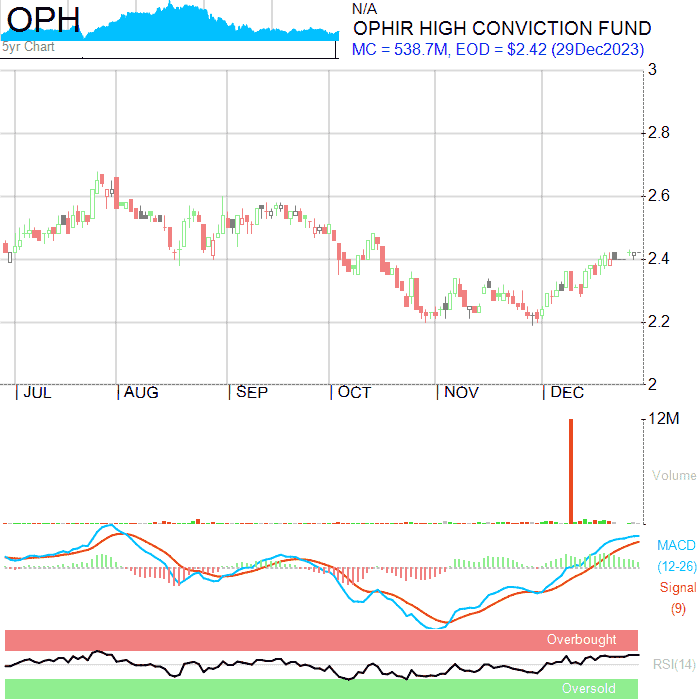 OPH
5yr Chart
N/A
OPHIR HIGH CONVICTION FUND
MC = 538.7M, EOD = $2.42 (29Dec2023)
3
2.8
2.6
2.4
2.2
2
JUL AUG SEP OCT NOV DEC
12M
Volume
MACD
(12-26)
Signal
(9)
Overbought
RSI(14)
Oversold